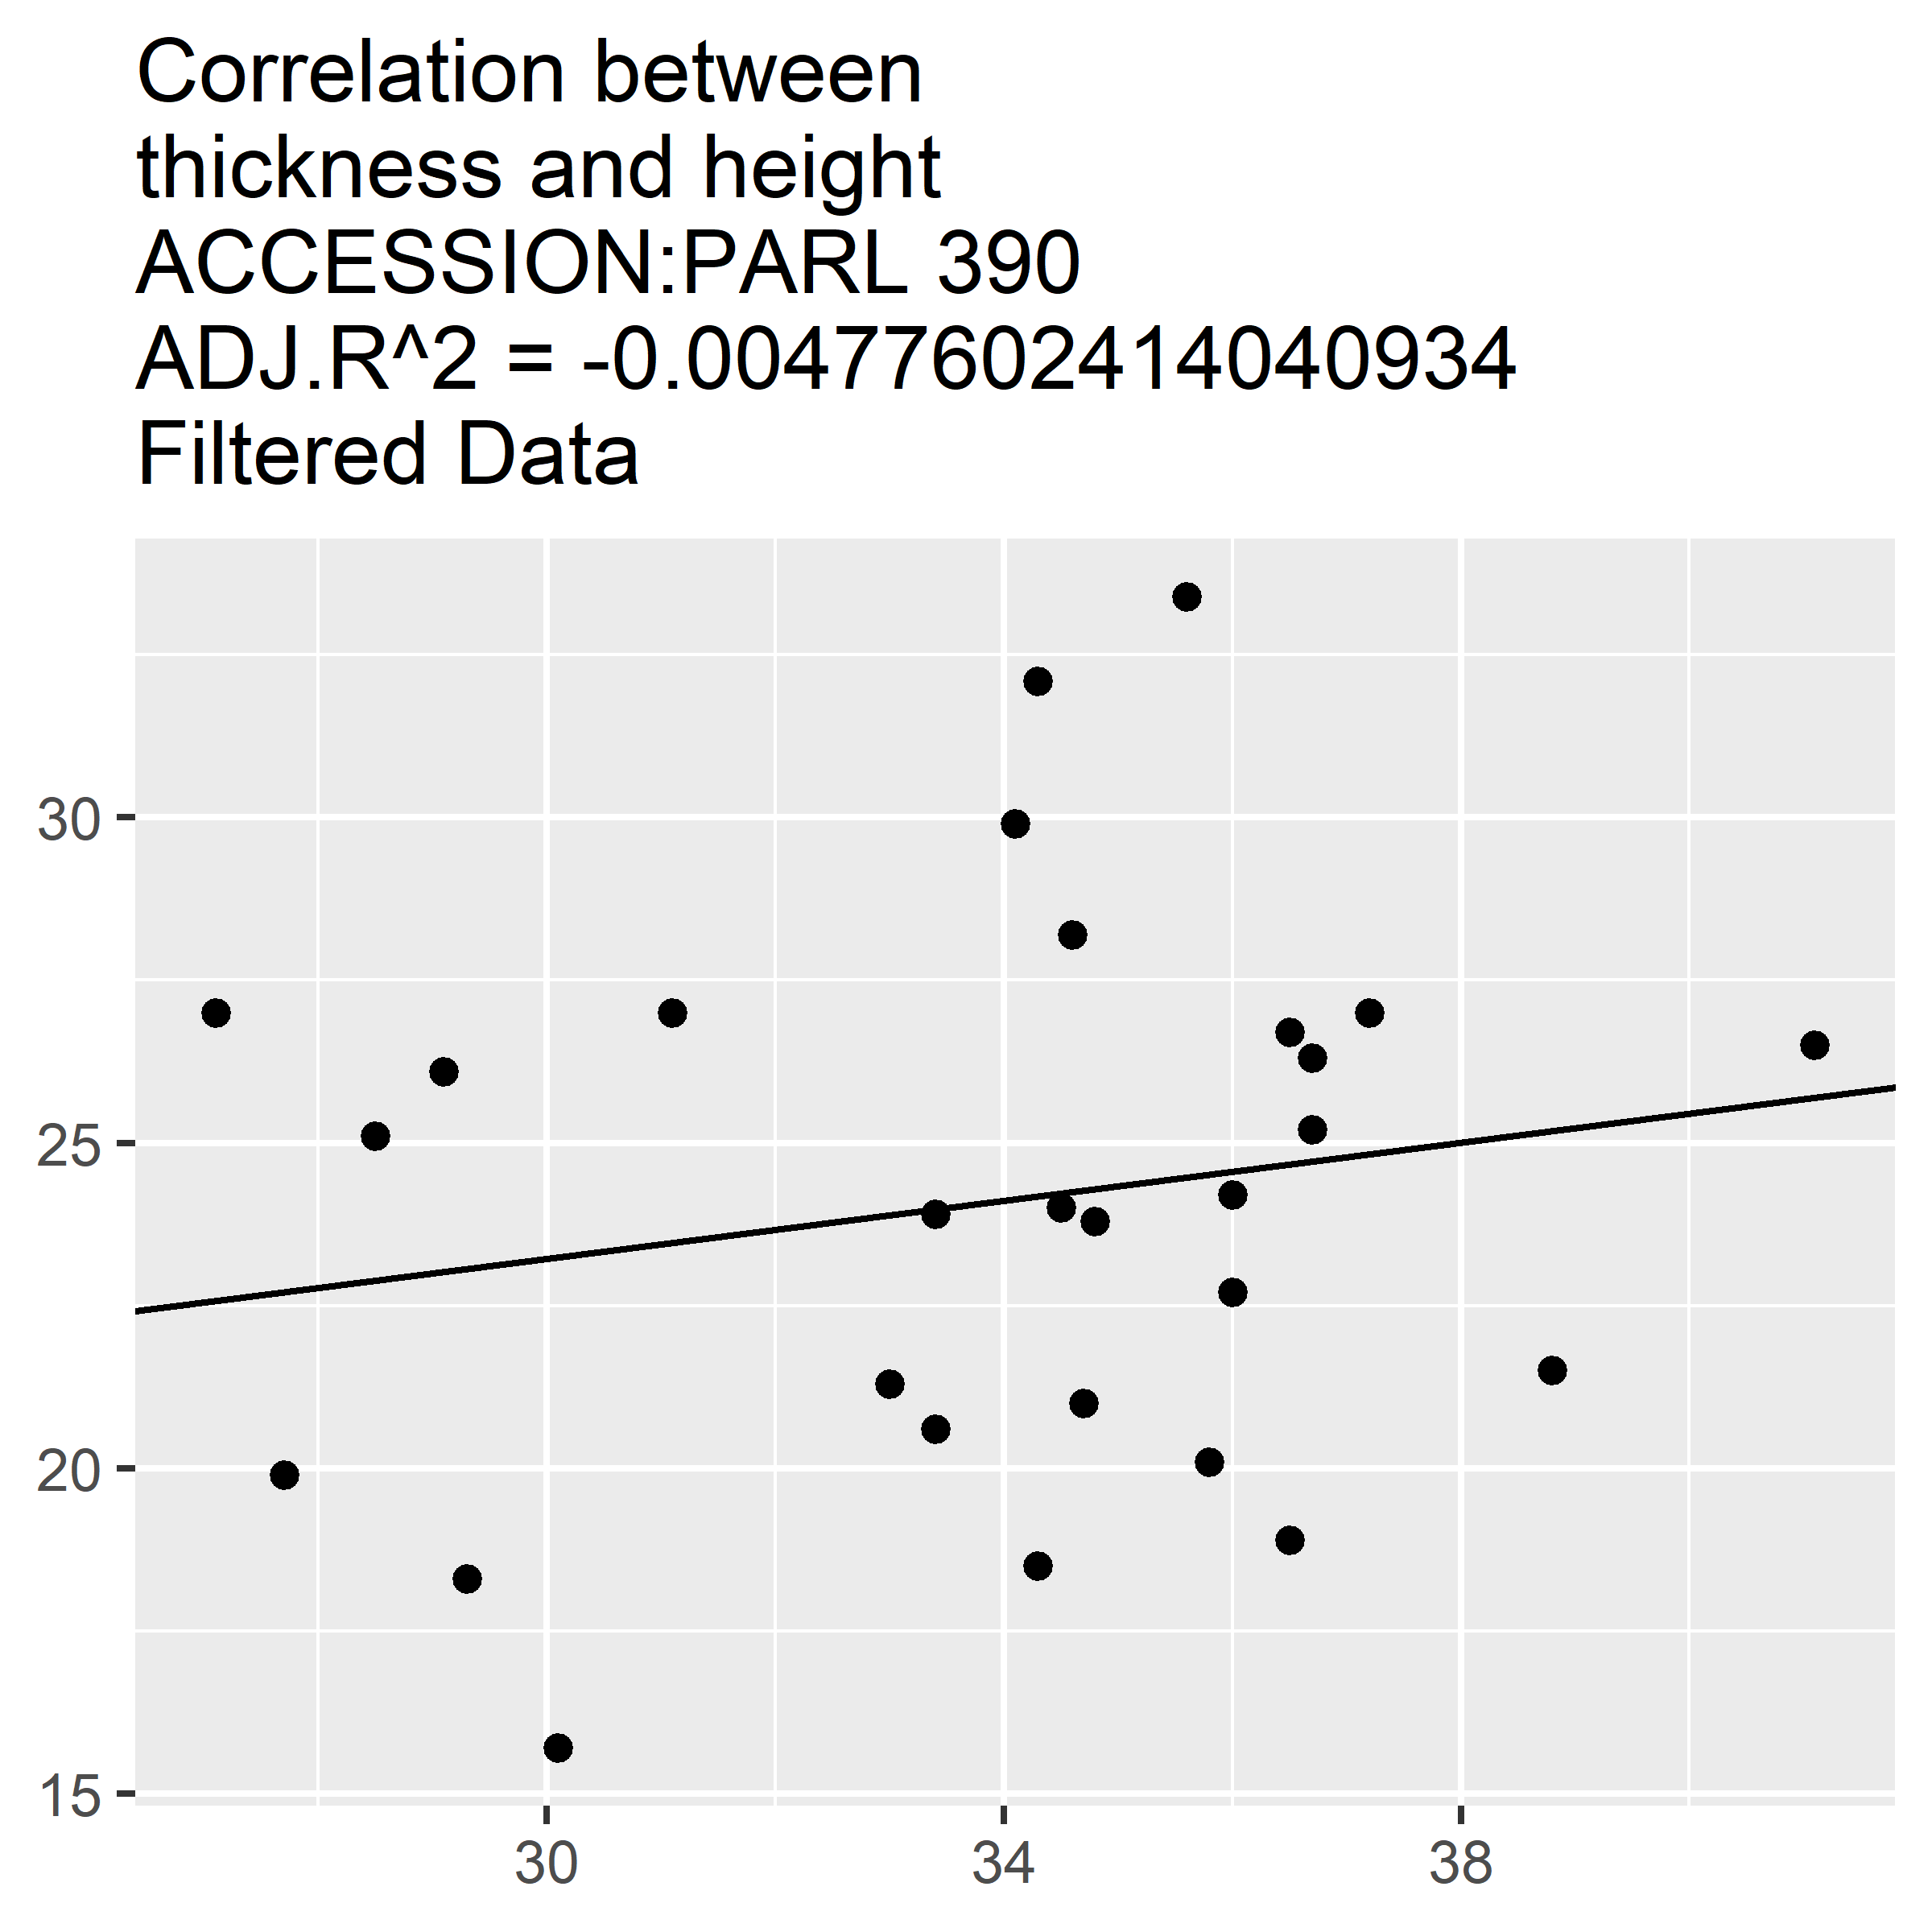 Correlation between
thickness and height
ACCESSION:PARL 390
ADJ.R^2 = -0.00477602414040934
Filtered Data
30
25
20
15
30
34
38